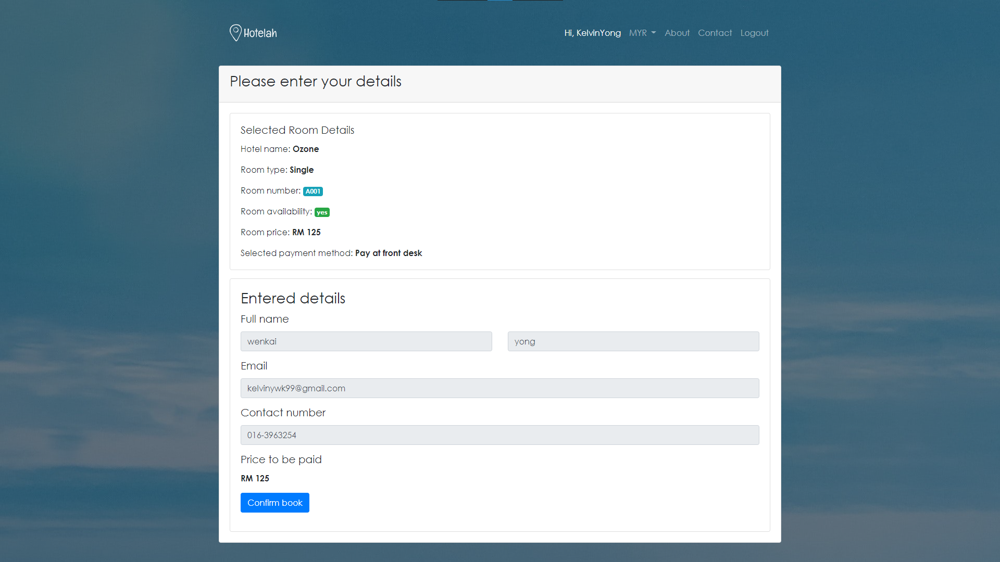 Hotelah
Hi, KelvinYong MYR About Contact Logout
Please enter your details
Selected Room Details
Hotel name: Ozone
Room type: Single
Room number: A001
Room availability: yes
Room price: RM 125
Selected payment method: Pay at front desk
Entered details
Full name
wenkai yong
Email
kelvinywk99@gmail.com
Contact number
016-3963254
Price to be paid
RM 125
Confirm book